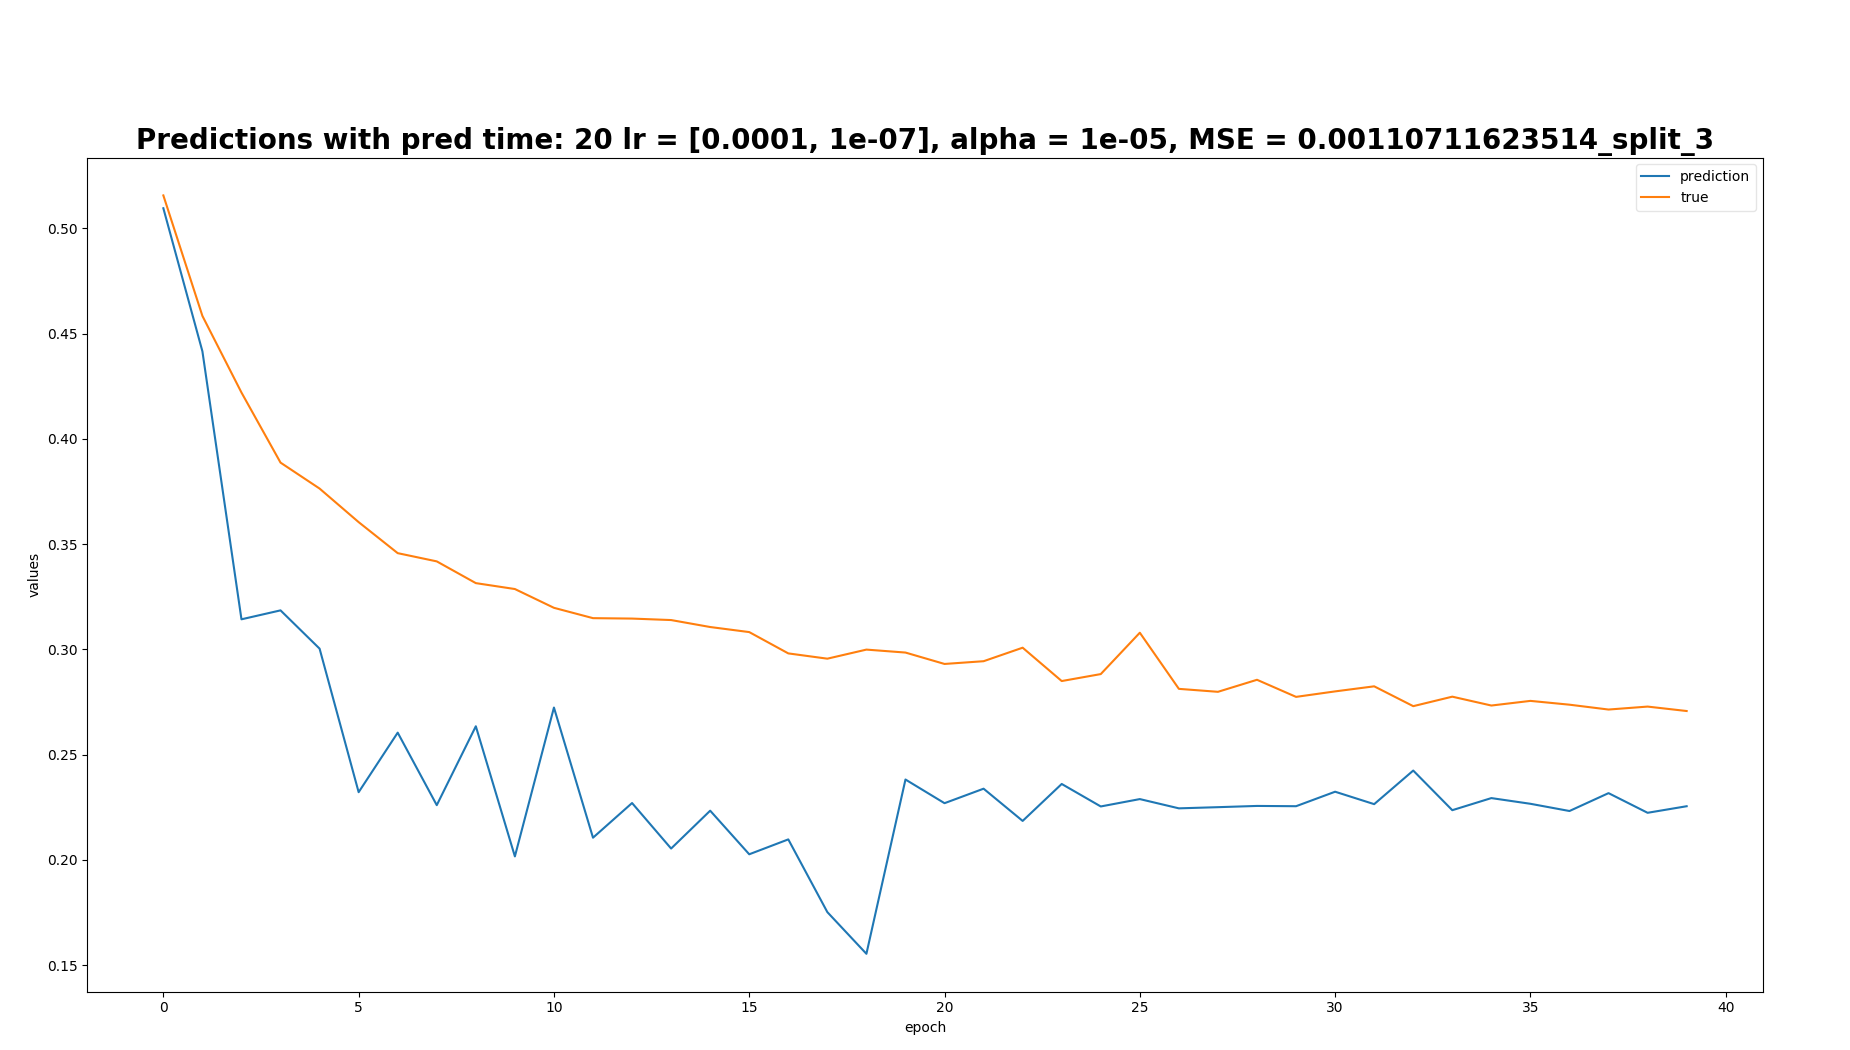 Predictions with pred time: 20 lr = [0.0001, 1e-07], alpha = 1e-05, MSE = 0.00110711623514_split_3
prediction
true
0.50
0.45
0.40
0.35
0.30
0.25
0.20
0.15
values
0 5 10 15 20 25 30 35 40
epoch